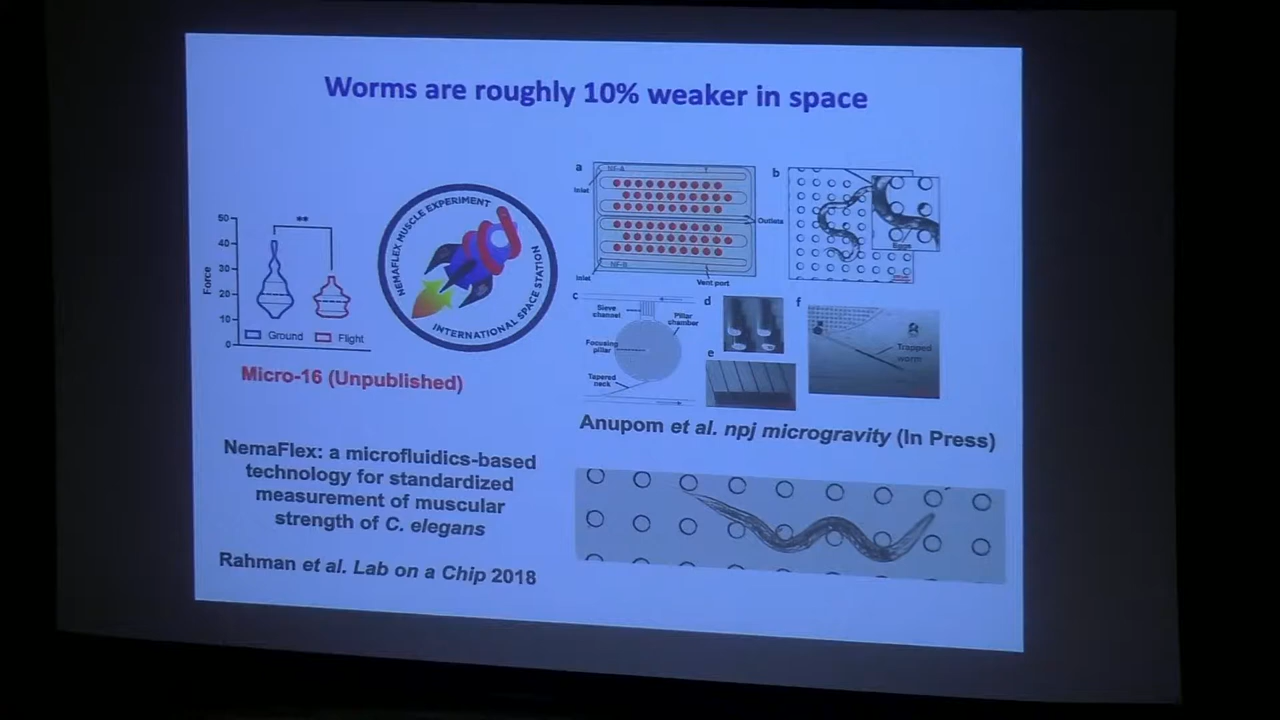 Worms are roughly 10% weaker in space
50
40
30
20
10
0
Force
**
Ground
Flight
Micro-16 (Unpublished)
NEMAFLEX MUSCLE EXPERIMENT
INTERNATIONAL SPACE STATION
NemaFlex: a microfluidics-based
technology for standardized
measurement of muscular
strength of C. elegans
Rahman et al. Lab on a Chip 2018
a
NF-A
Inlet
Outlets
Inlet
NF-B
Vent port
b
Eggs
c
Sieve
channel
Pillar
chamber
Focusing
pillar
Tapered
neck
d
e
f
Trapped
worm
Anupom et al. npj microgravity (In Press)